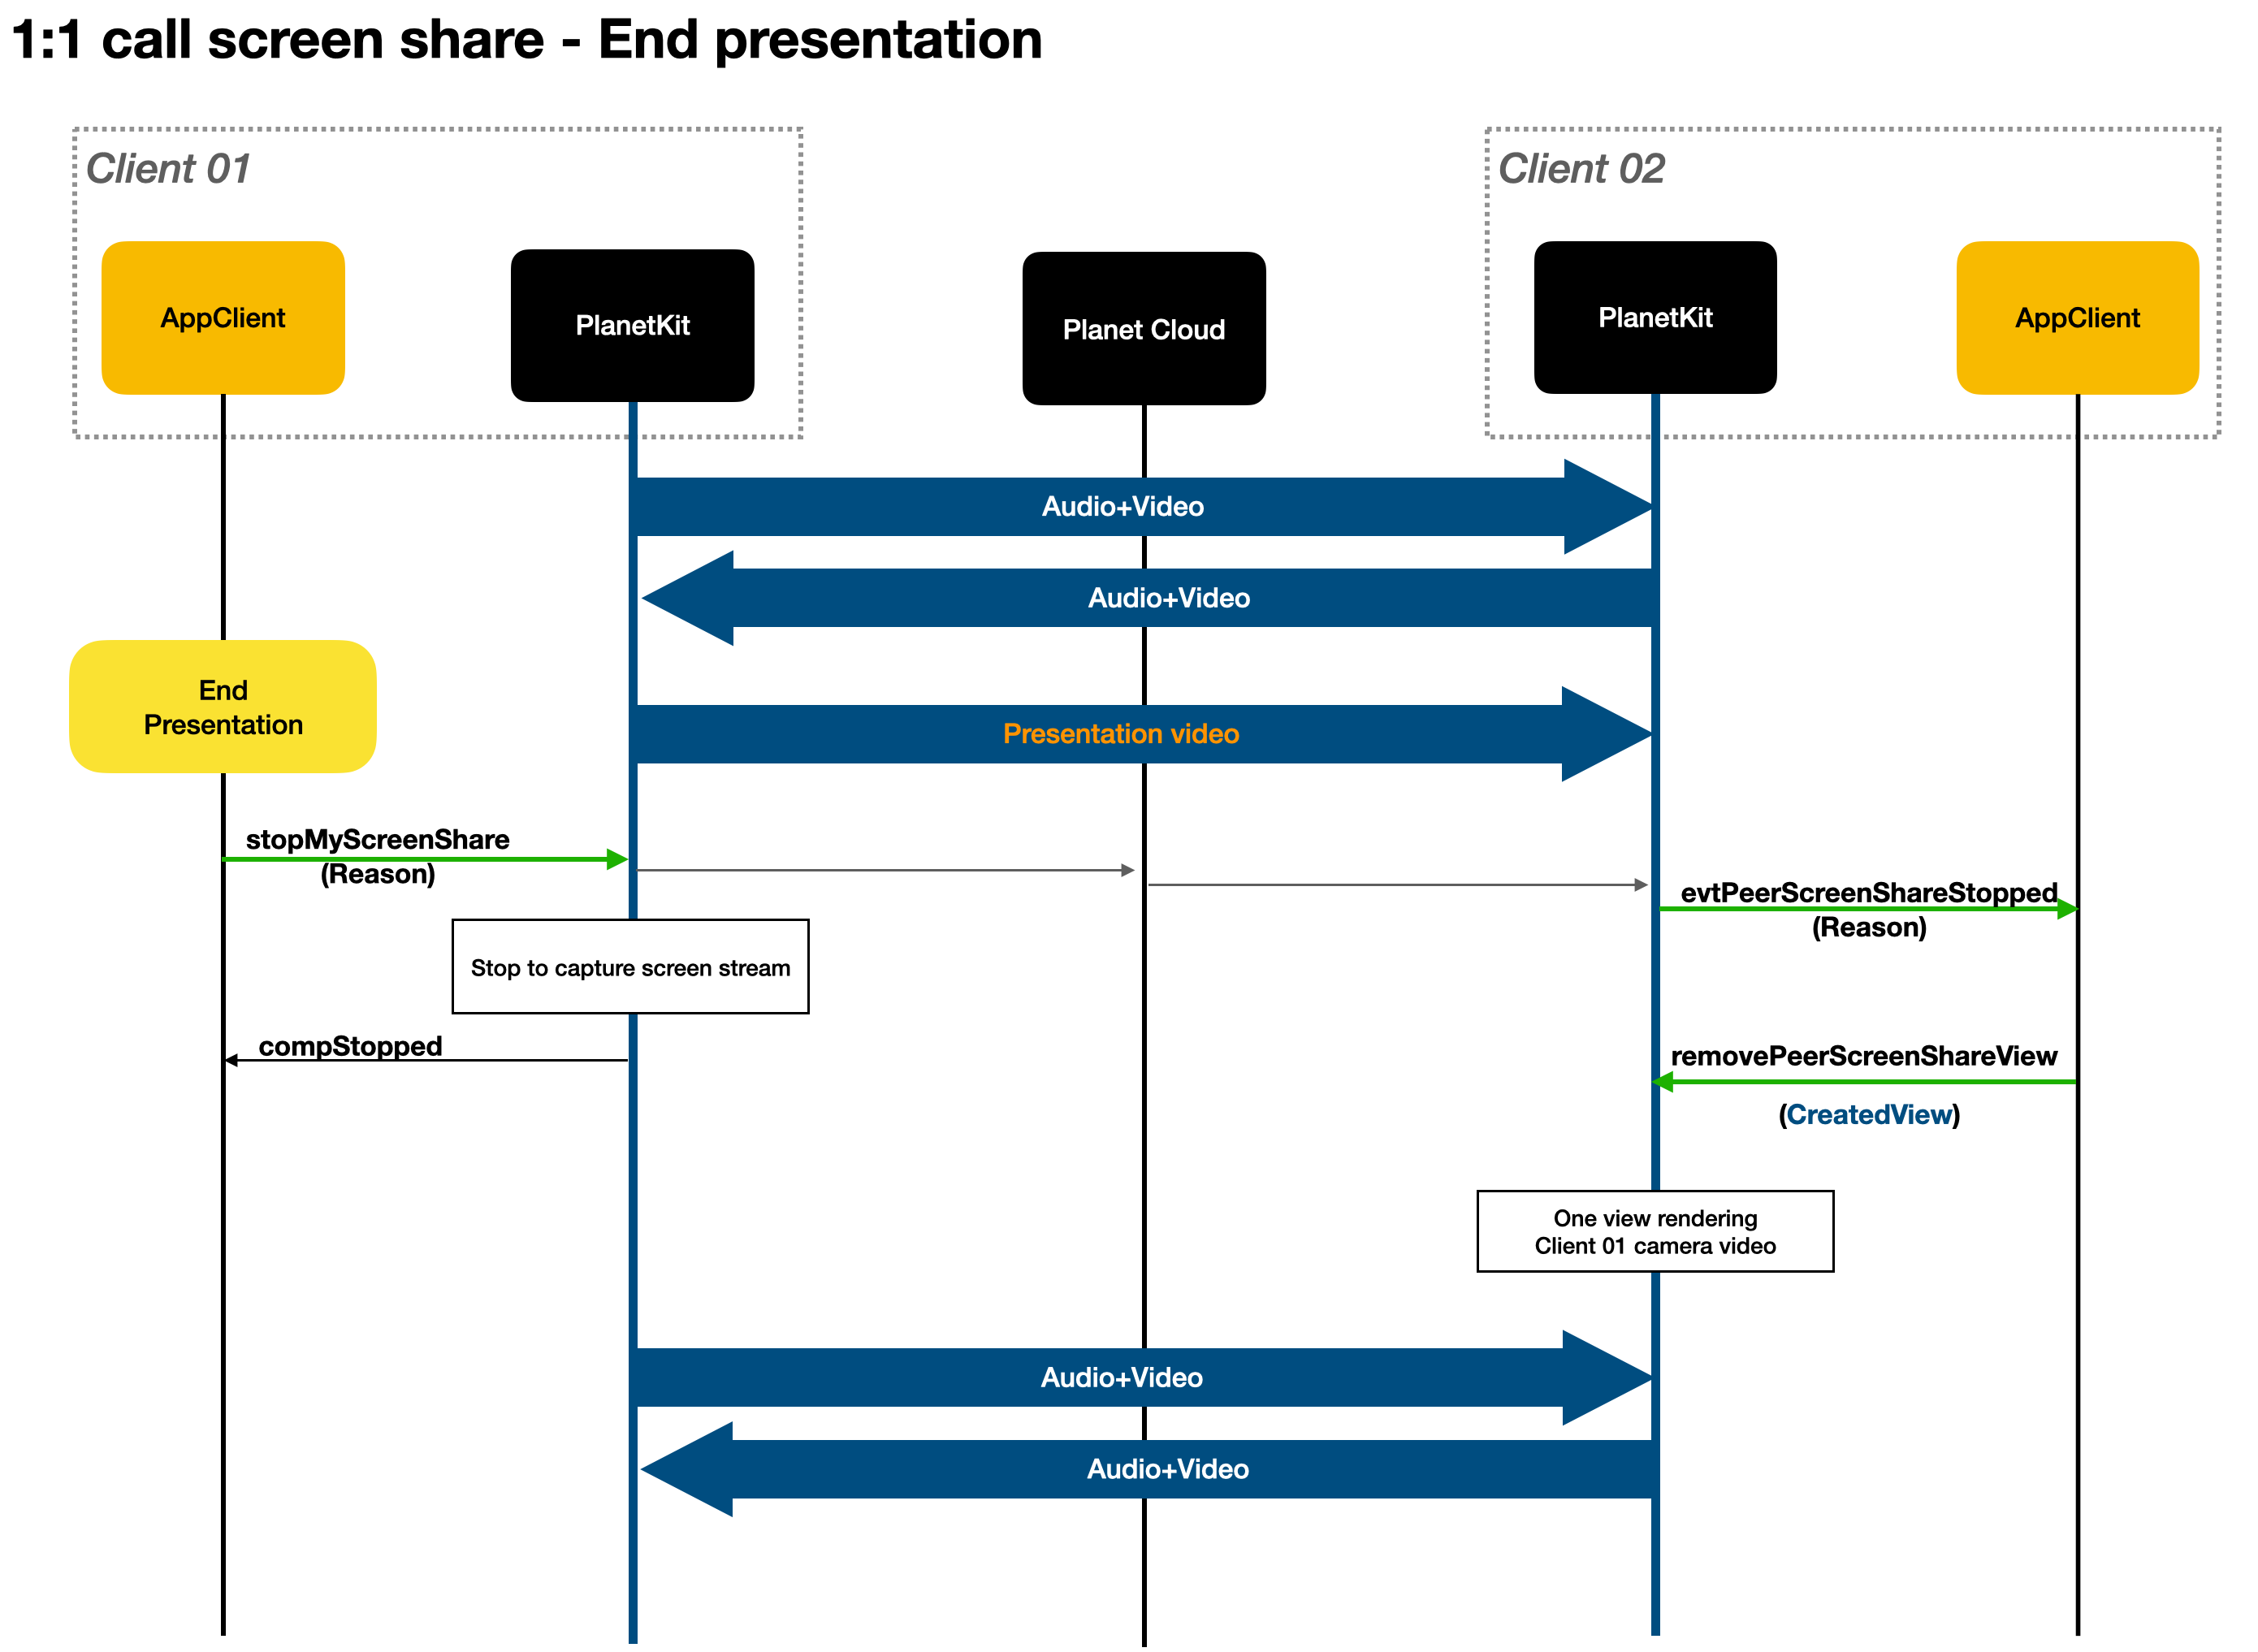 1:1 call screen share - End presentation
Client 01
Client 02
AppClient
PlanetKit
Planet Cloud
PlanetKit
AppClient
Audio+Video
Audio+Video
End
Presentation
Presentation video
stopMyScreenShare
(Reason)
evtPeerScreenShareStopped
(Reason)
Stop to capture screen stream
compStopped
removePeerScreenShareView
(CreatedView)
One view rendering
Client 01 camera video
Audio+Video
Audio+Video